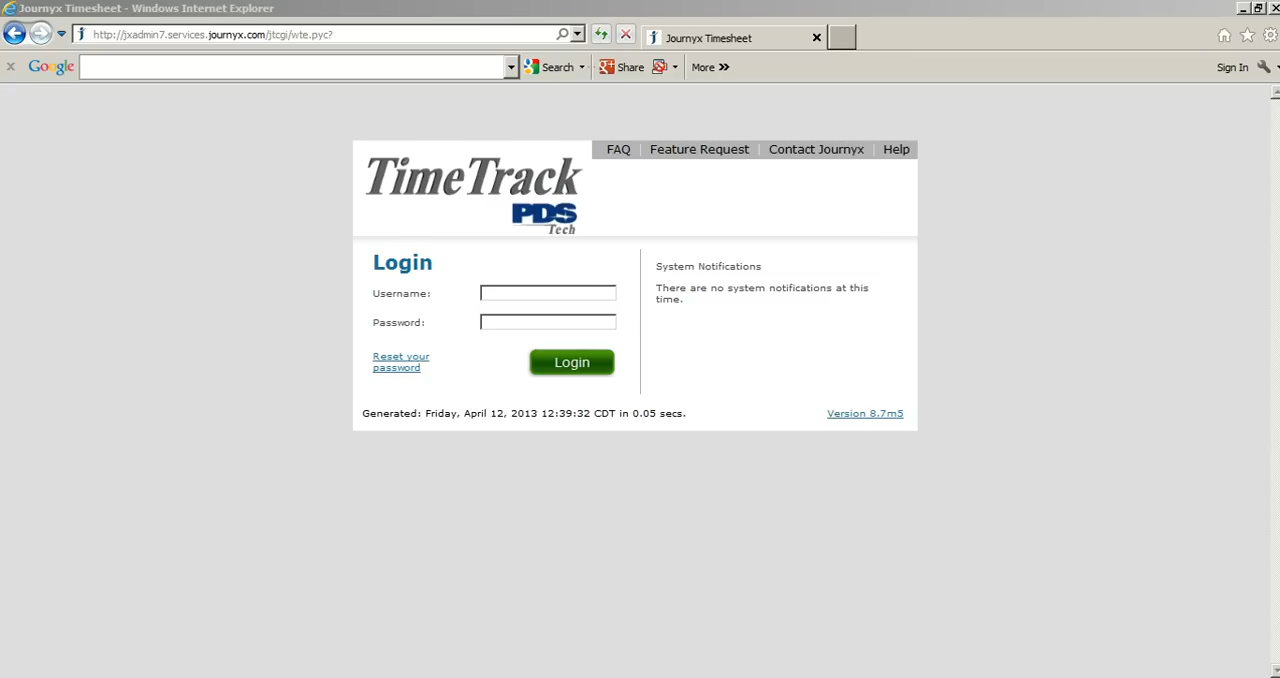 Journyx Timesheet - Windows Internet Explorer
http://jxadmin7.services.journyx.com/jtcgi/wte.pyc?
Journyx Timesheet
x Google Search Share More » Sign In
FAQ Feature Request Contact Journyx Help
TimeTrack
PDS
Tech
Login
System Notifications
Username:
There are no system notifications at this
time.
Password:
Reset your
password
Login
Generated: Friday, April 12, 2013 12:39:32 CDT in 0.05 secs.
Version 8.7m5